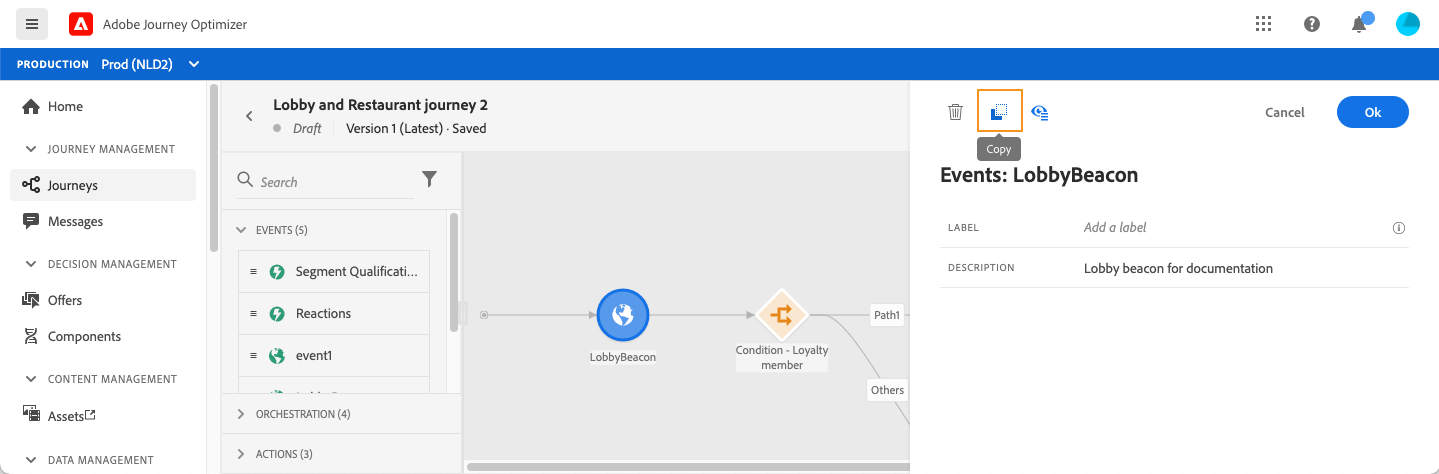 Adobe Journey Optimizer
PRODUCTION Prod (NLD2)
Home
JOURNEY MANAGEMENT
Journeys
Messages
DECISION MANAGEMENT
Offers
Components
CONTENT MANAGEMENT
Assets
DATA MANAGEMENT
Lobby and Restaurant journey 2
Draft Version 1 (Latest) · Saved
Search
EVENTS (5)
Segment Qualificati...
Reactions
event1
ORCHESTRATION (4)
ACTIONS (3)
LobbyBeacon
Condition - Loyalty
member
Path1
Others
Cancel Ok
Copy
Events: LobbyBeacon
LABEL Add a label
DESCRIPTION Lobby beacon for documentation